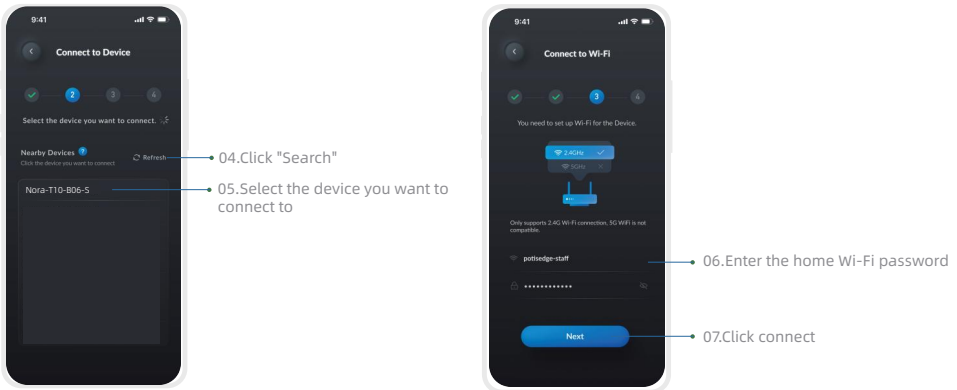 9:41
Connect to Device
2
3
4
Select the device you want to connect.
Nearby Devices ?
Click the device you want to connect
Refresh
Nora-T10-B06-S
04.Click "Search"
05.Select the device you want to
connect to
9:41
Connect to Wi-Fi
3
4
You need to set up Wi-Fi for the Device.
2.4GHz
5GHz
Only supports 2.4G Wi-Fi connection, 5G WiFi is not
compatible.
potisedge-staff
Next
06.Enter the home Wi-Fi password
07.Click connect